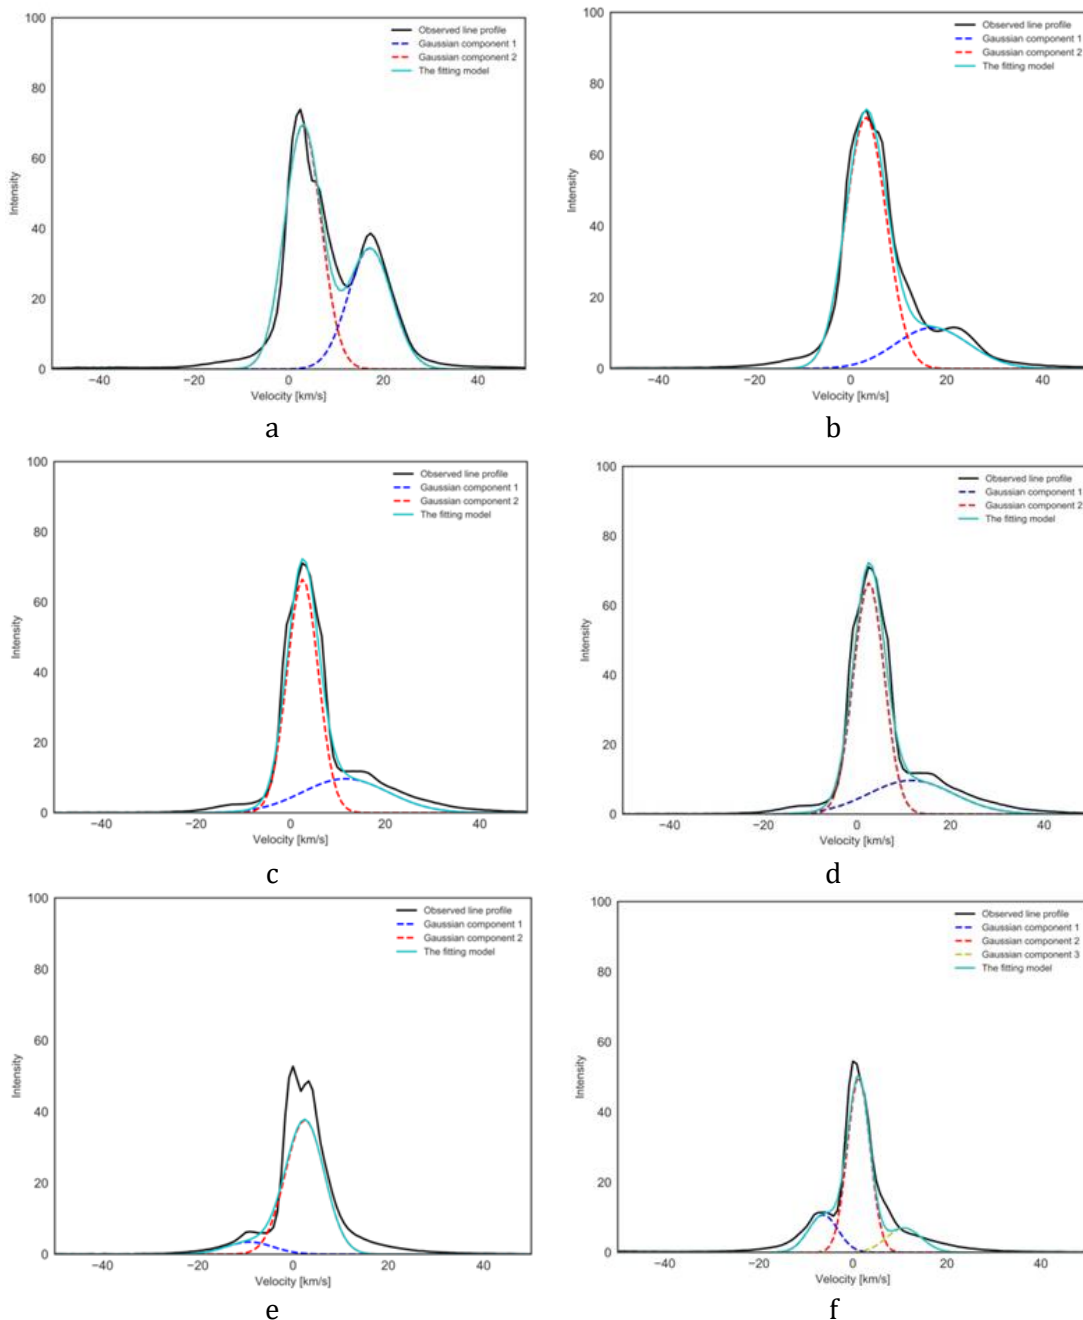 100
80
60
40
20
0
Intensity
−40
−20
0
20
40
Velocity [km/s]
Observed line profile
Gaussian component 1
Gaussian component 2
The fitting model
a
100
80
60
40
20
0
Intensity
−40
−20
0
20
40
Velocity [km/s]
Observed line profile
Gaussian component 1
Gaussian component 2
The fitting model
b
100
80
60
40
20
0
Intensity
−40
−20
0
20
40
Velocity [km/s]
Observed line profile
Gaussian component 1
Gaussian component 2
The fitting model
c
100
80
60
40
20
0
Intensity
−40
−20
0
20
40
Velocity [km/s]
Observed line profile
Gaussian component 1
Gaussian component 2
The fitting model
d
100
80
60
40
20
0
Intensity
−40
−20
0
20
40
Velocity [km/s]
Observed line profile
Gaussian component 1
Gaussian component 2
The fitting model
e
100
80
60
40
20
0
Intensity
−40
−20
0
20
40
Velocity [km/s]
Observed line profile
Gaussian component 1
Gaussian component 2
Gaussian component 3
The fitting model
f